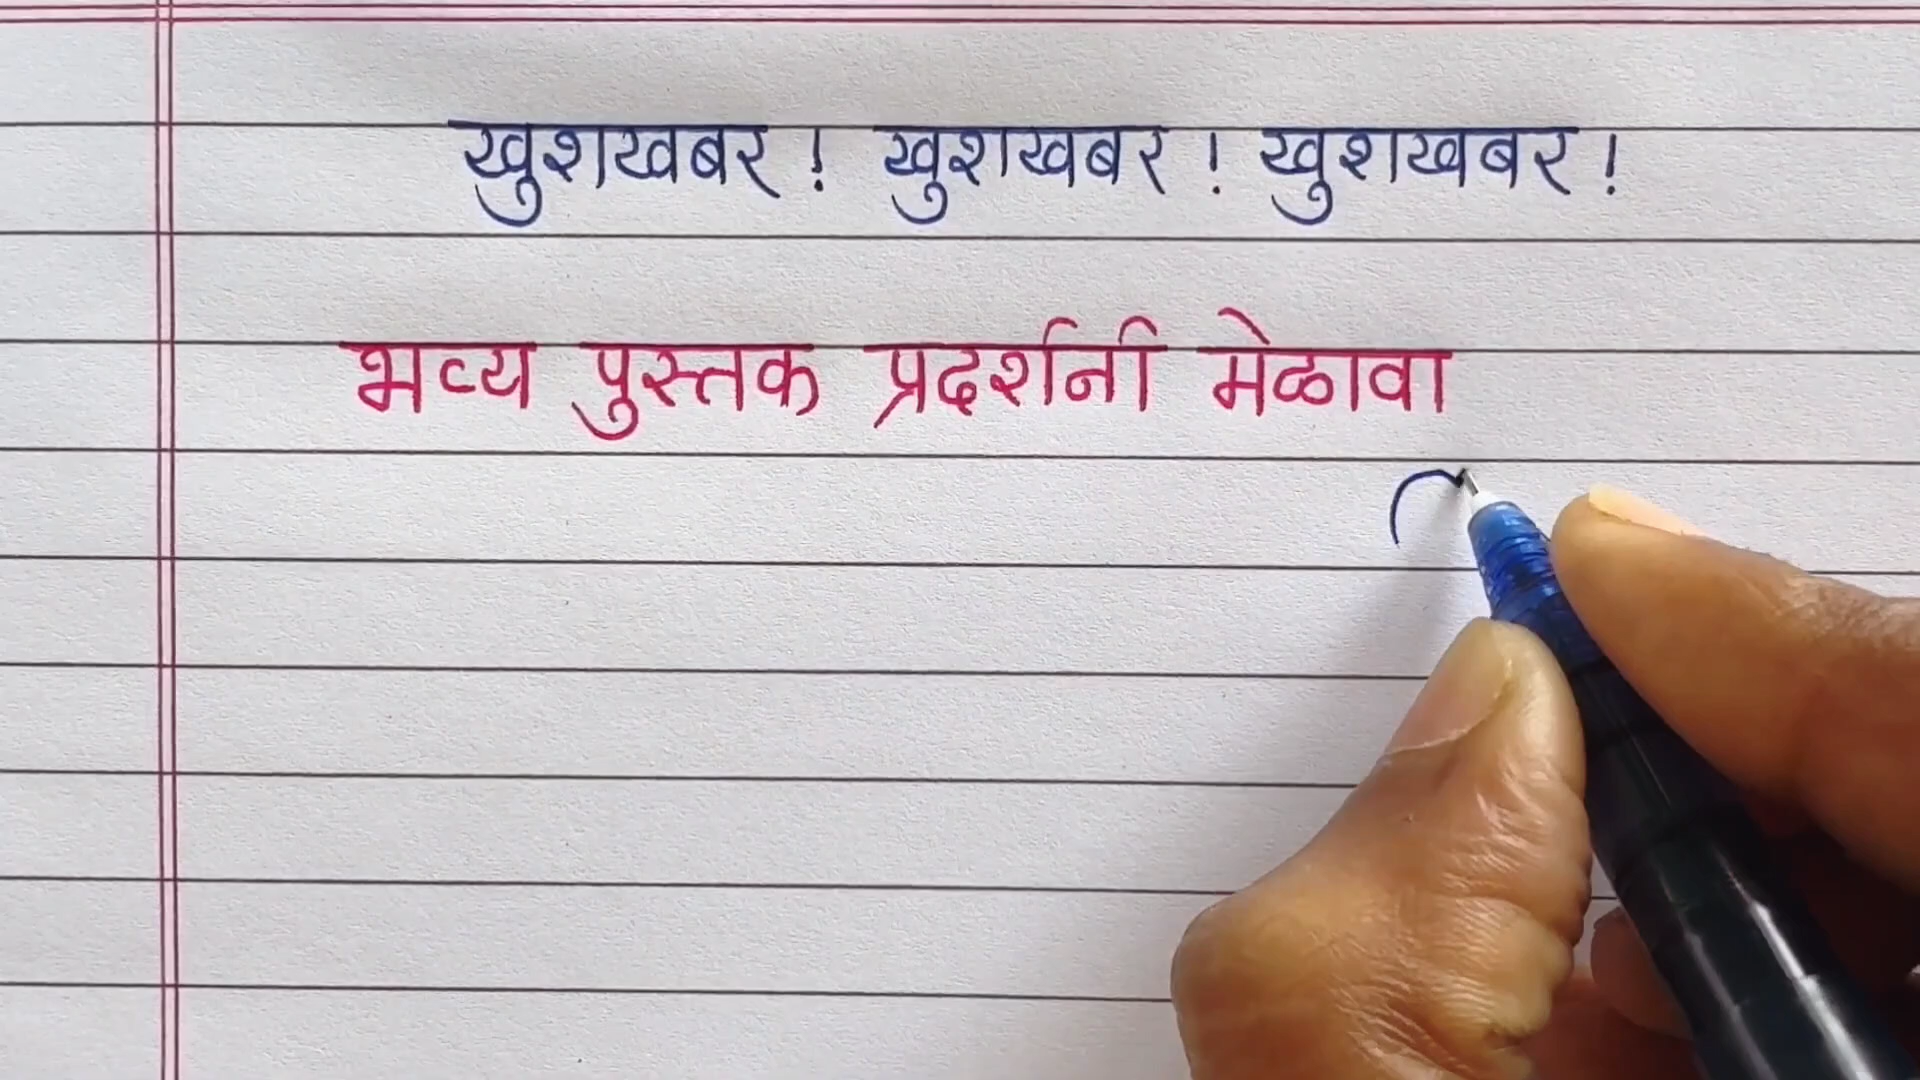 खुशखबर ! खुशखबर ! खुशखबर !
भव्य पुस्तक प्रदर्शनी मेळावा